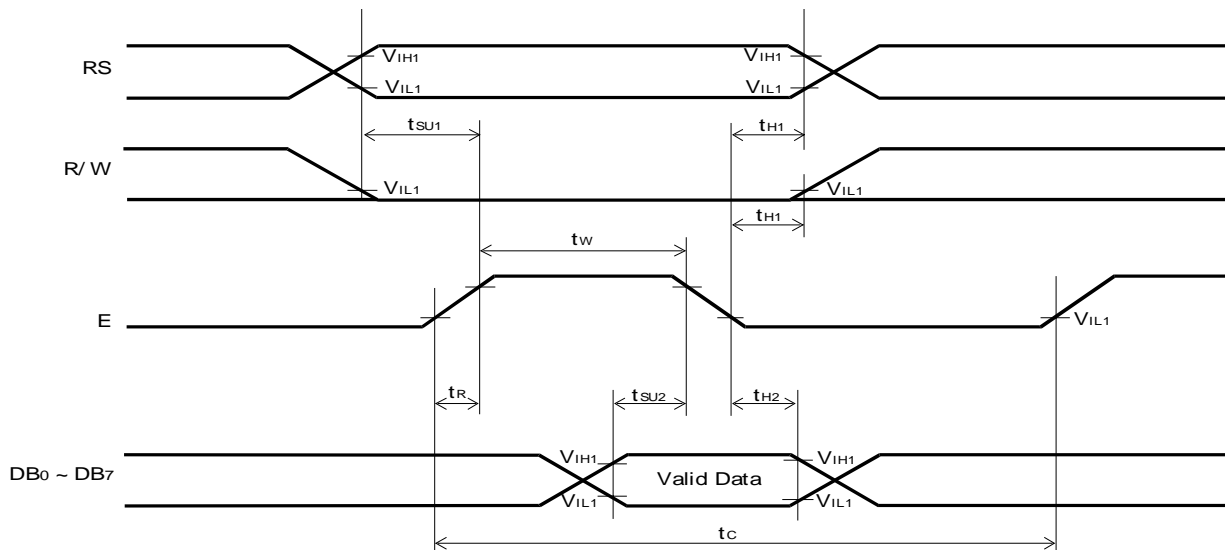 RS
VIH1
VIL1
VIH1
VIL1
tSU1
tH1
R/ W
VIL1
VIL1
tH1
tW
E
VIL1
tR
tSU2
tH2
DB0 ~ DB7
VIH1
VIL1
Valid Data
VIH1
VIL1
tC